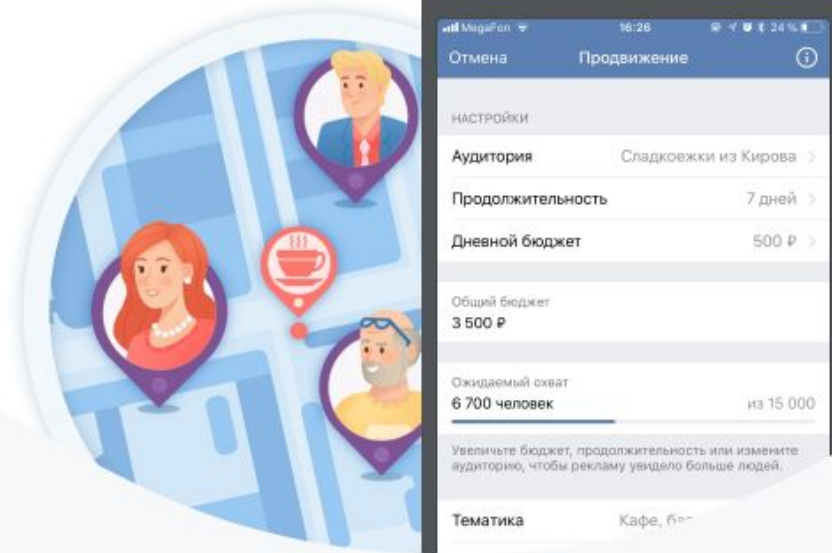 MegaFon 16:26 24 %
Отмена Продвижение
НАСТРОЙКИ
Аудитория Сладкоежки из Кирова
Продолжительность 7 дней
Дневной бюджет 500 ₽
Общий бюджет
3 500 ₽
Ожидаемый охват
6 700 человек из 15 000
Увеличьте бюджет, продолжительность или измените
аудиторию, чтобы рекламу увидело больше людей.
Тематика Кафе,